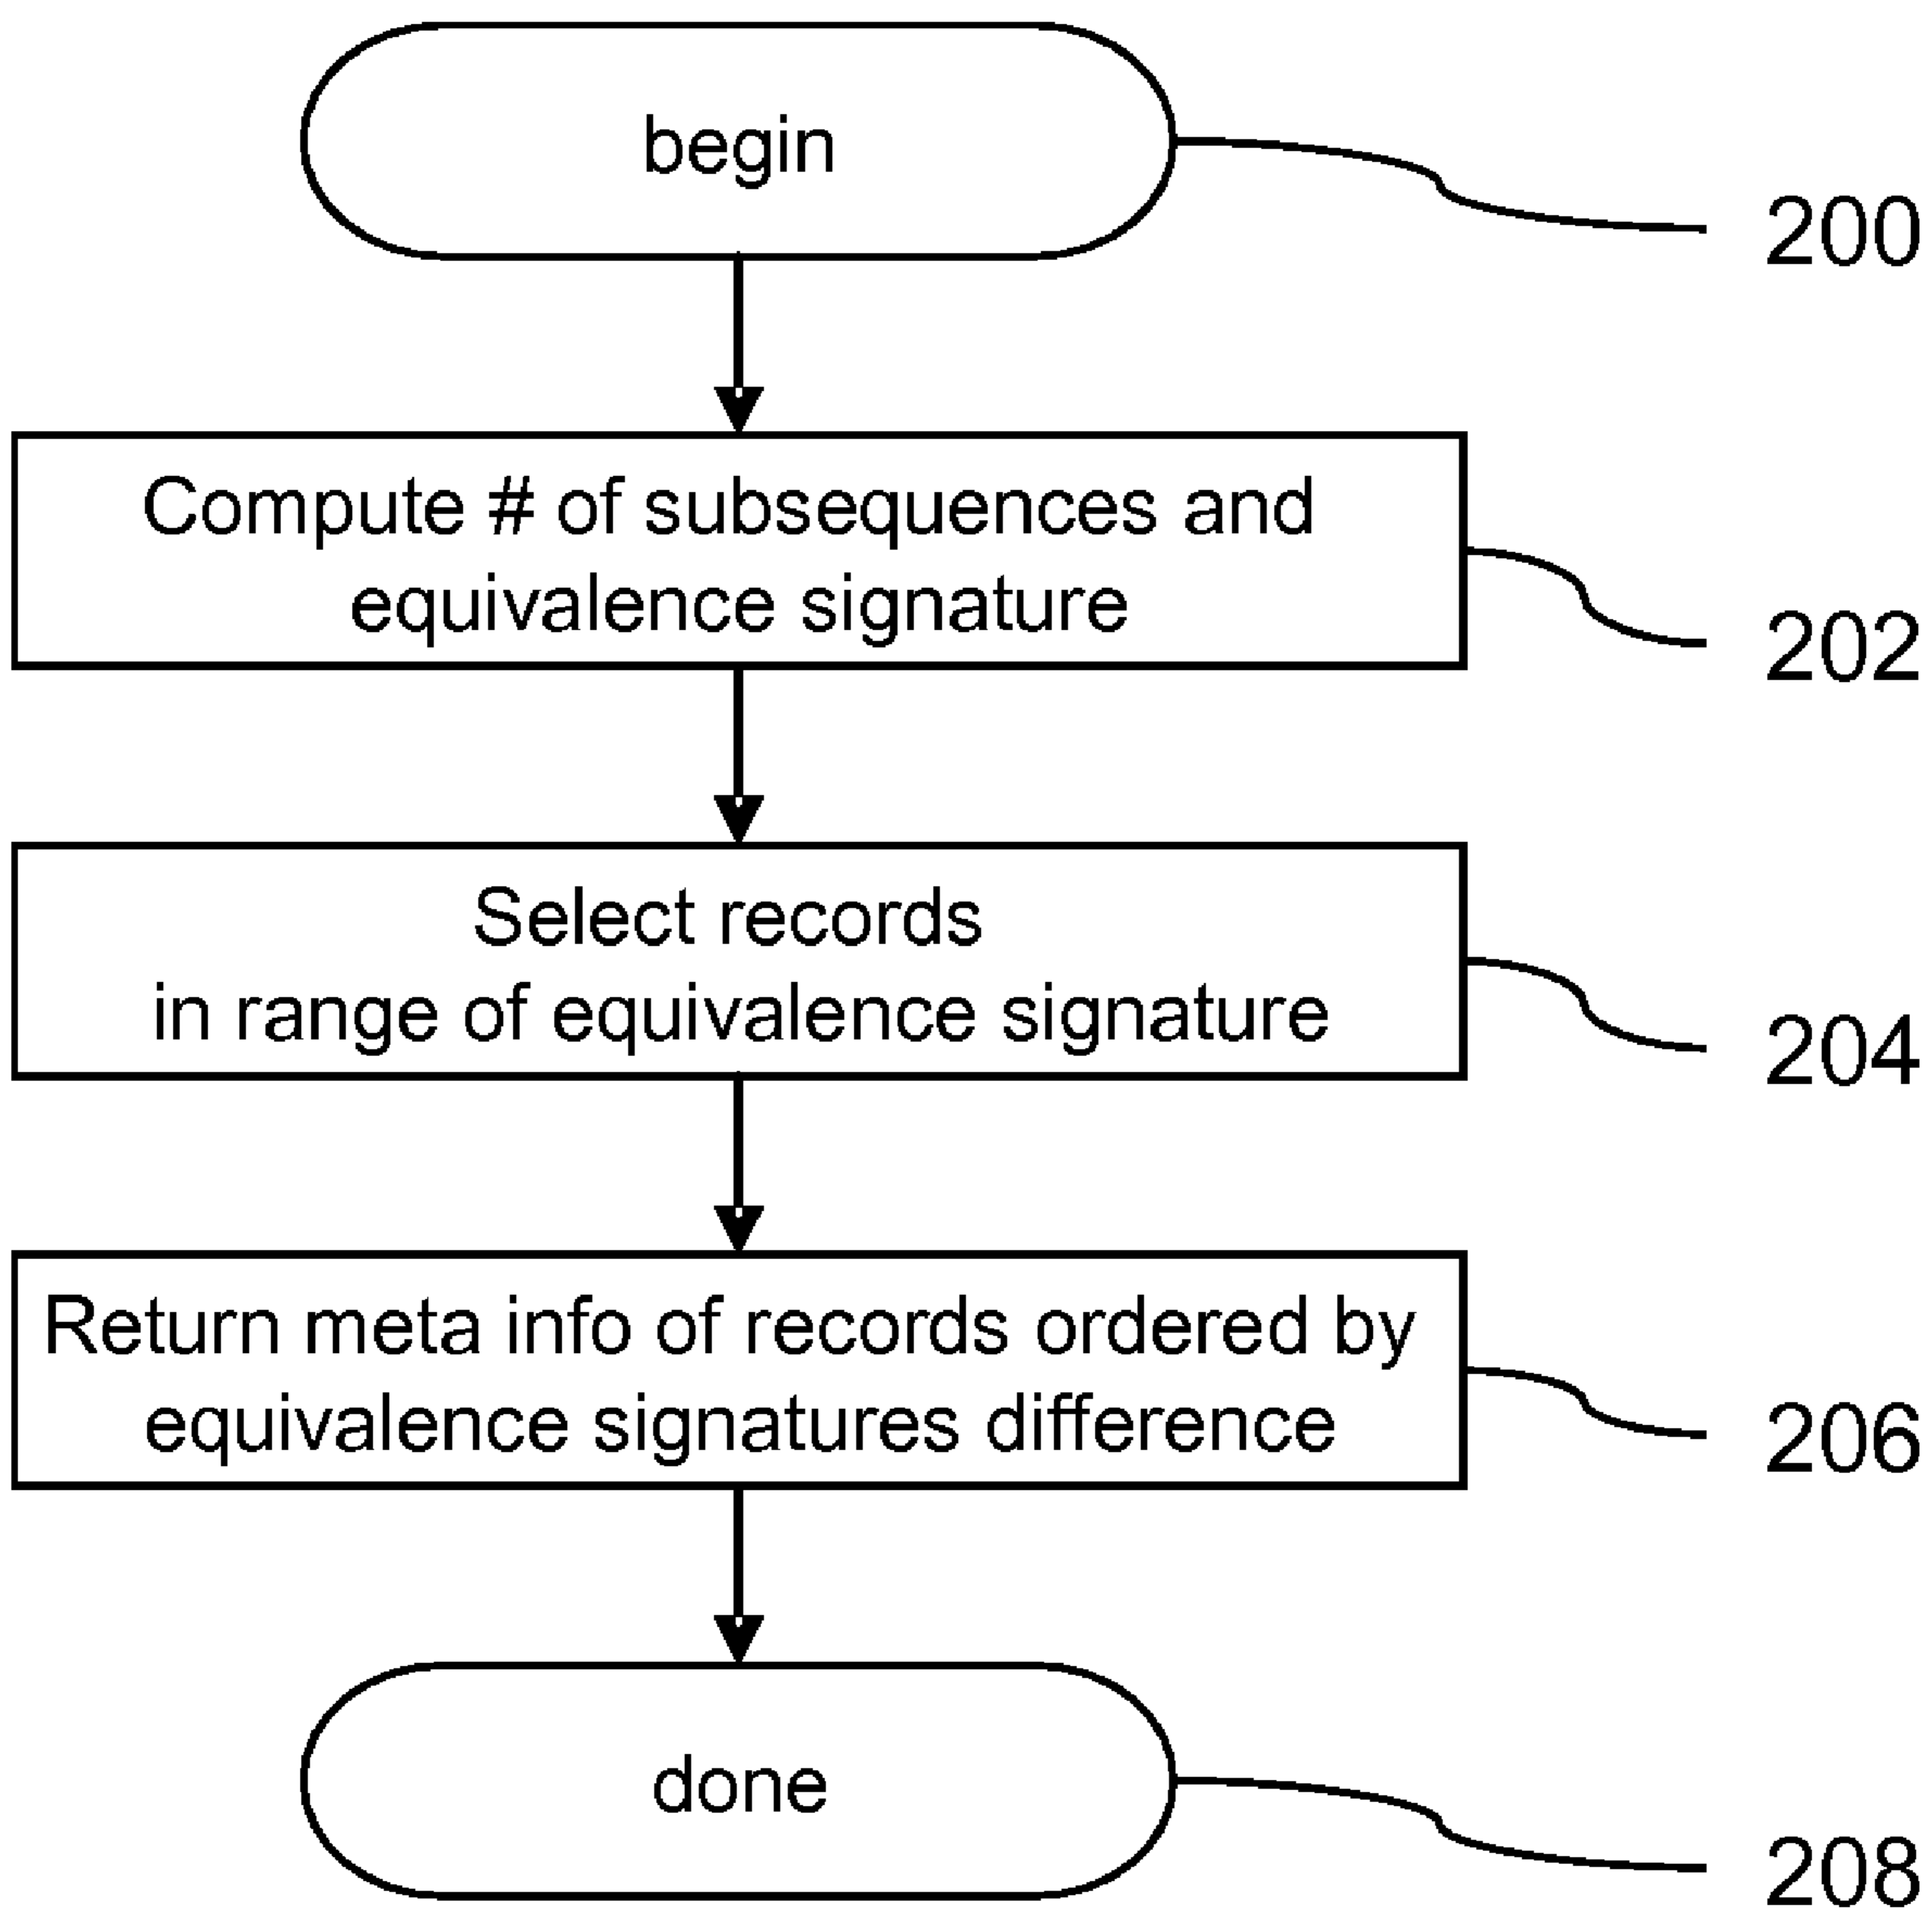 begin
200
Compute # of subsequences and
equivalence signature
202
Select records
in range of equivalence signature
204
Return meta info of records ordered by
equivalence signatures difference
206
done
208